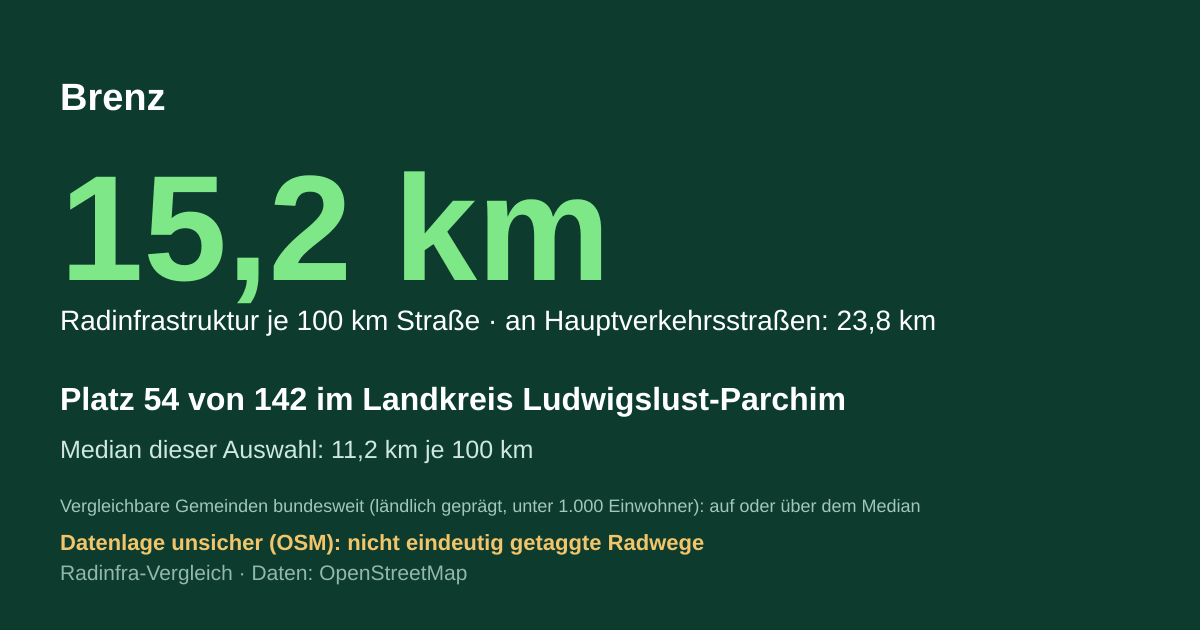 Brenz
15,2 km
Radinfrastruktur je 100 km Straße · an Hauptverkehrsstraßen: 23,8 km
Platz 54 von 142 im Landkreis Ludwigslust-Parchim
Median dieser Auswahl: 11,2 km je 100 km
Vergleichbare Gemeinden bundesweit (ländlich geprägt, unter 1.000 Einwohner): auf oder über dem Median
Datenlage unsicher (OSM): nicht eindeutig getaggte Radwege
Radinfra-Vergleich · Daten: OpenStreetMap